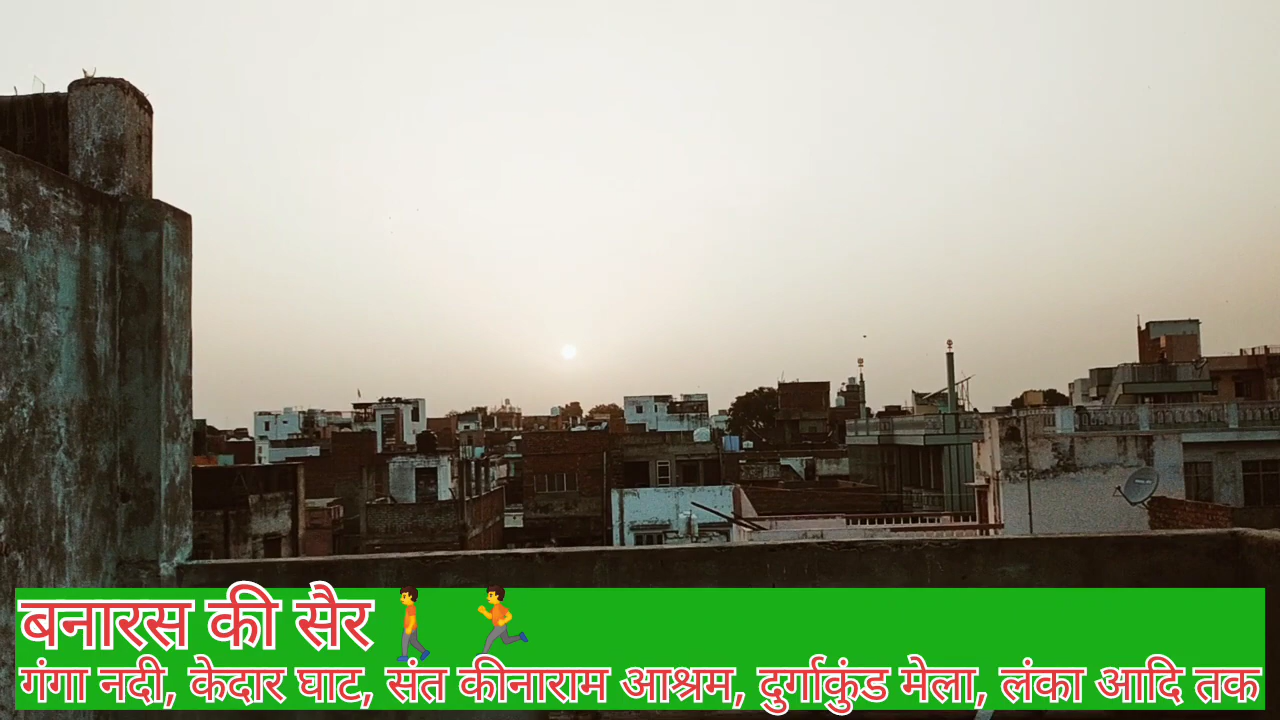 बनारस की सैर🚶 🏃
गंगा नदी, केदार घाट, संत कीनाराम आश्रम, दुर्गाकुंड मेला, लंका आदि तक